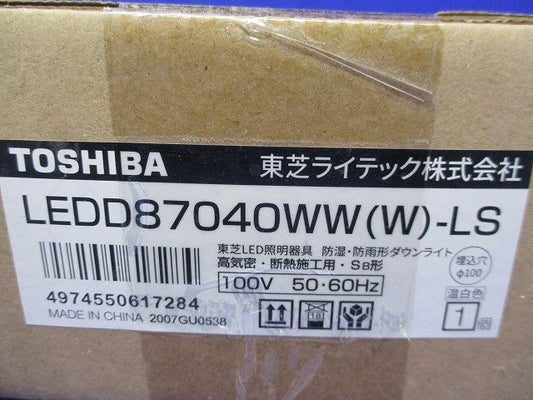 TOSHIBA 東芝ライテック株式会社
LEDD87040WW(W)-LS
東芝LED照明器具 防湿・防雨形ダウンライト
高気密・断熱施工用・SB形
埋込穴
φ100
100V 50・60Hz
温白色
4974550617284
1個
MADE IN CHINA 2007GU0538
18